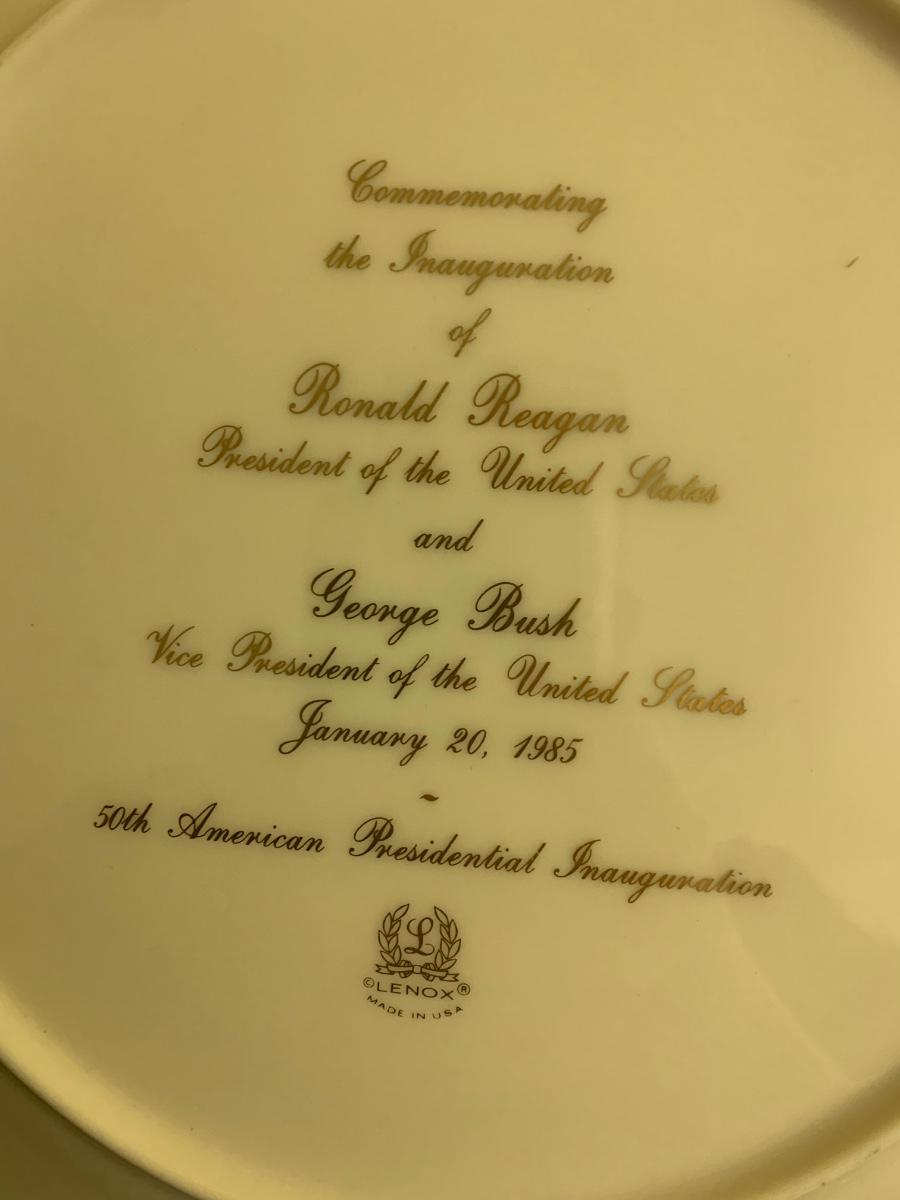 Commemorating
the Inauguration
of
Ronald Reagan
President of the United States
and
George Bush
Vice President of the United States
January 20, 1985
~
50th American Presidential Inauguration
L
©LENOX®
MADE IN USA